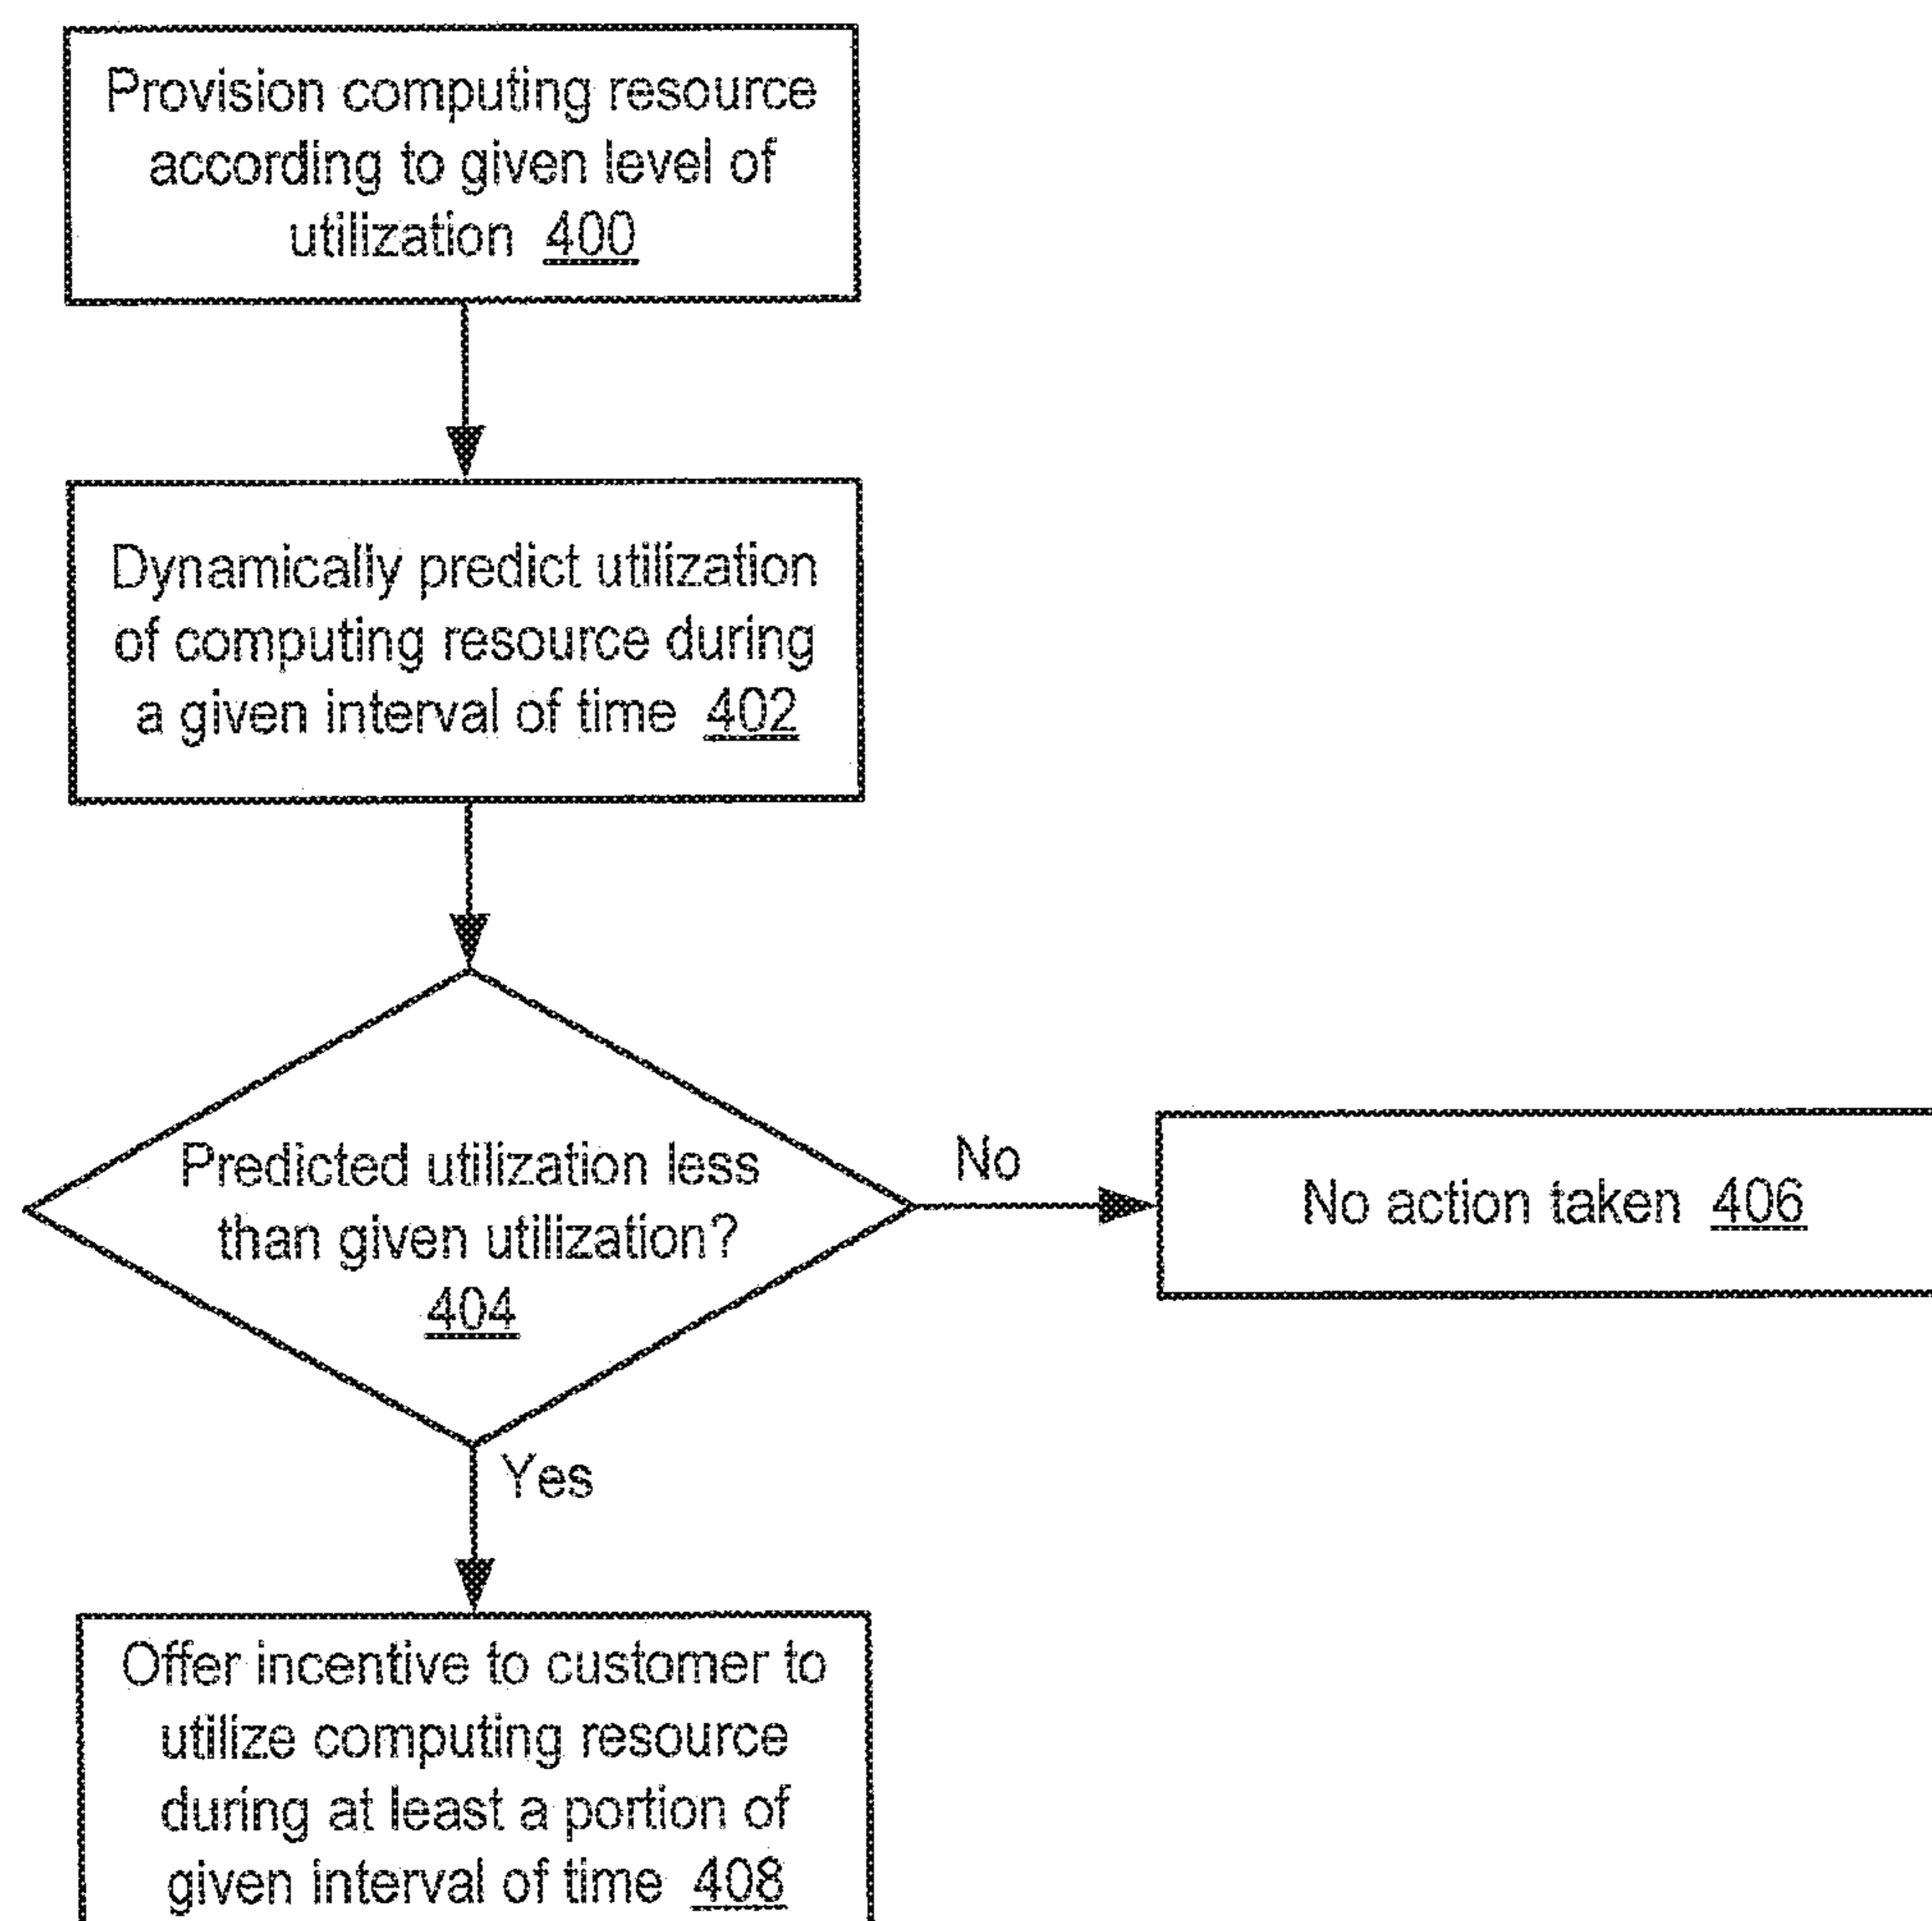 Provision computing resource
according to given level of
utilization 400
Dynamically predict utilization
of computing resource during
a given interval of time 402
Predicted utilization less
than given utilization?
404
No
No action taken 406
Yes
Offer incentive to customer to
utilize computing resource
during at least a portion of
given interval of time 408